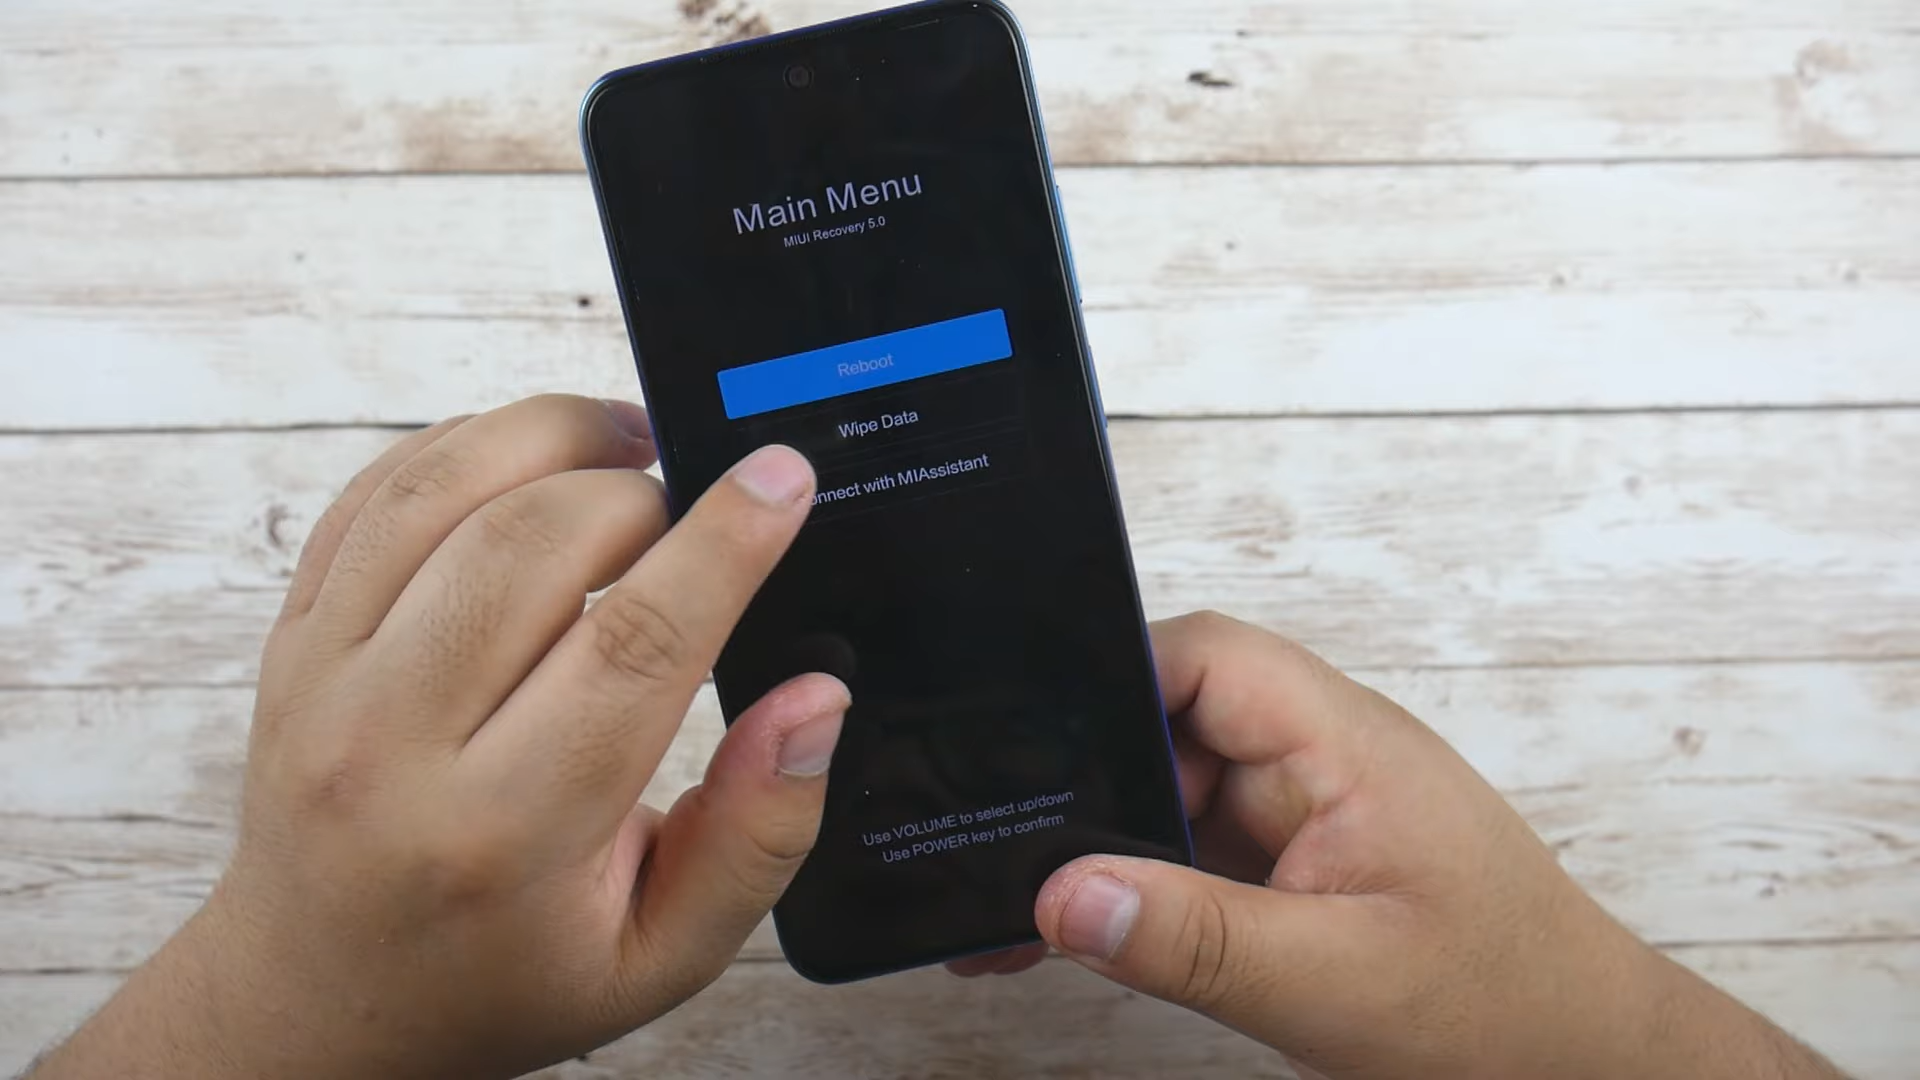 Main Menu
MIUI Recovery 5.0
Reboot
Wipe Data
onnect with MIAssistant
Use VOLUME to select up/down
Use POWER key to confirm